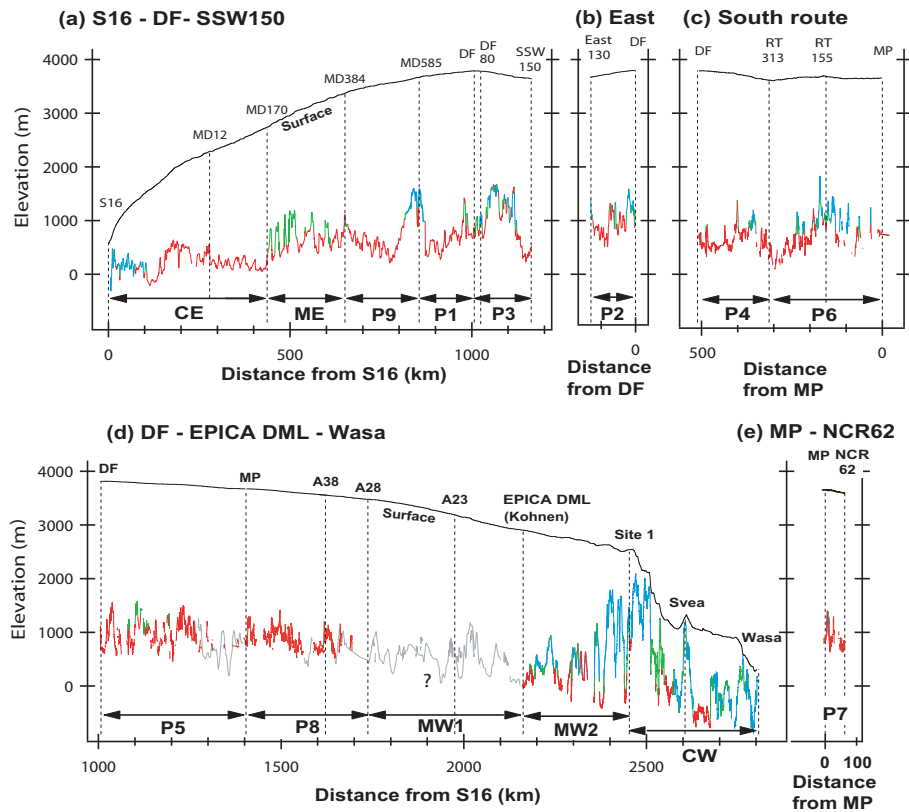 (a) S16 - DF- SSW150
(b) East
(c) South route
4000
3000
2000
1000
0
Elevation (m)
S16
MD12
MD170
Surface
MD384
MD585
DF
DF
80
SSW
150
CE
ME
P9
P1
P3
0
500
1000
Distance from S16 (km)
East
130
DF
P2
0
Distance
from DF
DF
RT
313
RT
155
MP
P4
P6
500
0
Distance
from MP
(d) DF - EPICA DML - Wasa
(e) MP - NCR62
4000
3000
2000
1000
0
Elevation (m)
DF
MP
A38
A28
Surface
A23
EPICA DML
(Kohnen)
Site 1
Svea
Wasa
?
P5
P8
MW1
MW2
CW
1000
1500
2000
2500
Distance from S16 (km)
MP
NCR
62
P7
0
100
Distance
from MP